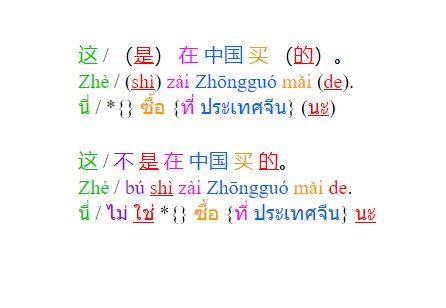 这 / （是） 在 中国 买 （的） 。
Zhè / (shì) zài Zhōngguó mǎi (de).
นี่ / *{} ซื้อ {ที่ ประเทศจีน} (นะ)
这 / 不 是 在 中国 买 的。
Zhè / bú shì zài Zhōngguó mǎi de.
นี่ / ไม่ ใช่ *{} ซื้อ {ที่ ประเทศจีน} นะ